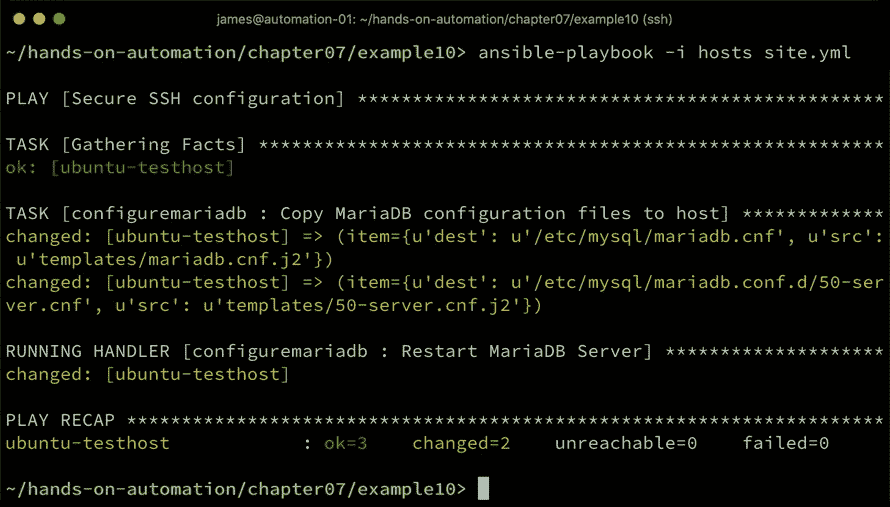 james@automation-01: ~/hands-on-automation/chapter07/example10 (ssh)
~/hands-on-automation/chapter07/example10> ansible-playbook -i hosts site.yml
PLAY [Secure SSH configuration] ************************************************
TASK [Gathering Facts] *********************************************************
ok: [ubuntu-testhost]
TASK [configuremariadb : Copy MariaDB configuration files to host] *************
changed: [ubuntu-testhost] => (item={u'dest': u'/etc/mysql/mariadb.cnf', u'src':
u'templates/mariadb.cnf.j2'})
changed: [ubuntu-testhost] => (item={u'dest': u'/etc/mysql/mariadb.conf.d/50-ser
ver.cnf', u'src': u'templates/50-server.cnf.j2'})
RUNNING HANDLER [configuremariadb : Restart MariaDB Server] ********************
changed: [ubuntu-testhost]
PLAY RECAP *********************************************************************
ubuntu-testhost : ok=3 changed=2 unreachable=0 failed=0
~/hands-on-automation/chapter07/example10>